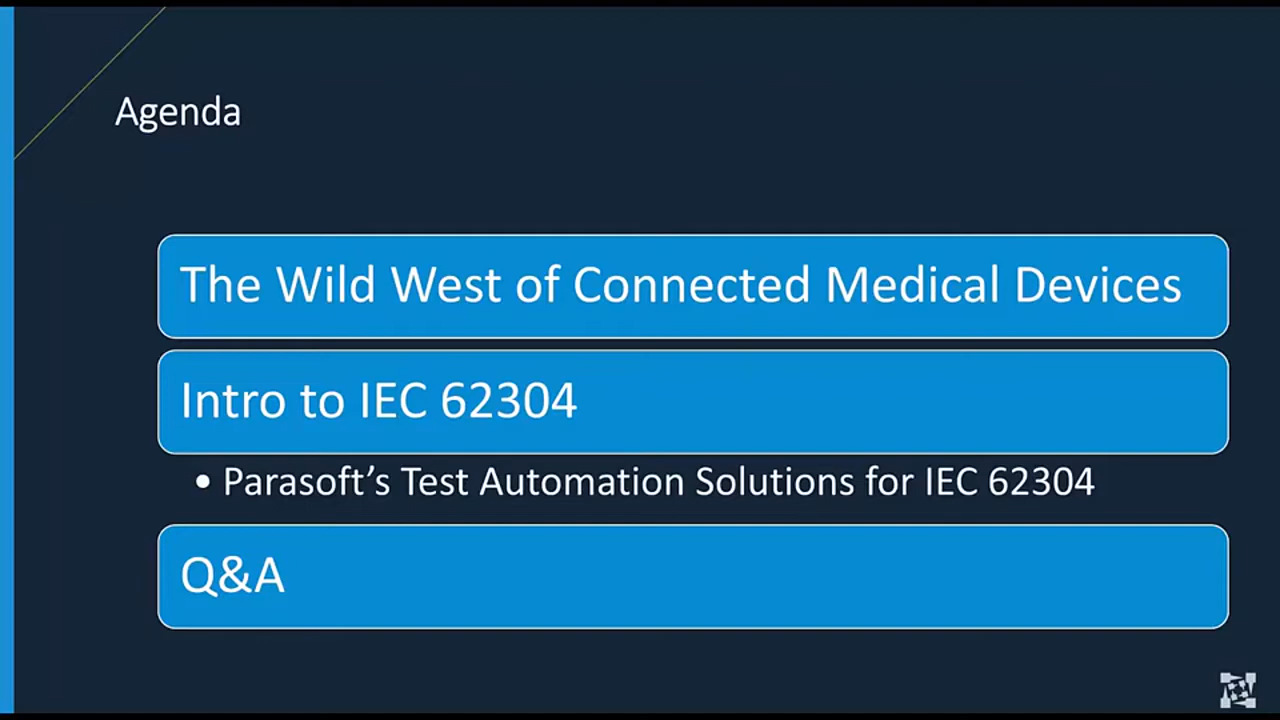 Agenda
The Wild West of Connected Medical Devices
Intro to IEC 62304
• Parasoft’s Test Automation Solutions for IEC 62304
Q&A